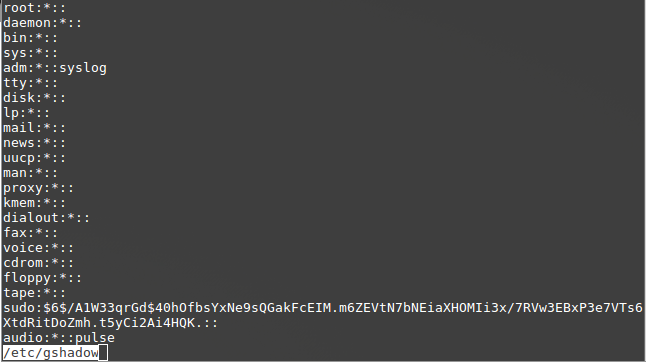 root:*::
daemon:*::
bin:*::
sys:*::
adm:*::syslog
tty:*::
disk:*::
lp:*::
mail:*::
news:*::
uucp:*::
man:*::
proxy:*::
kmem:*::
dialout:*::
fax:*::
voice:*::
cdrom:*::
floppy:*::
tape:*::
sudo:$6$/A1W33qrGd$40hOfbsYxNe9sQGakFcEIM.m6ZEVtN7bNEiaXHOMIi3x/7RVw3EBxP3e7VTs6
XtdRitDoZmh.t5yCi2Ai4HQK.::
audio:*::pulse
/etc/gshadow